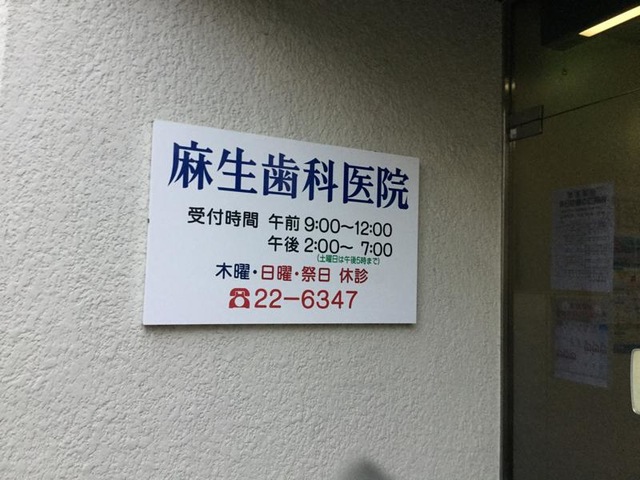 麻生歯科医院
受付時間 午前 9:00～12:00
午後 2:00～ 7:00
(土曜日は午後5時まで)
木曜・日曜・祭日 休診
☎22-6347